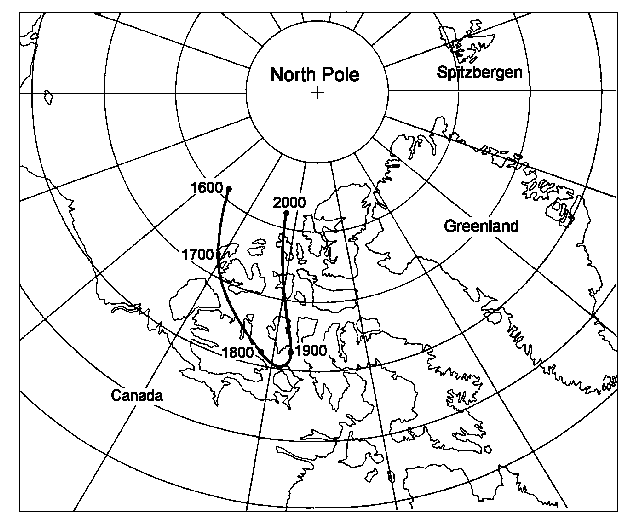 North Pole
Spitzbergen
1600
2000
Greenland
1700
1800
1900
Canada